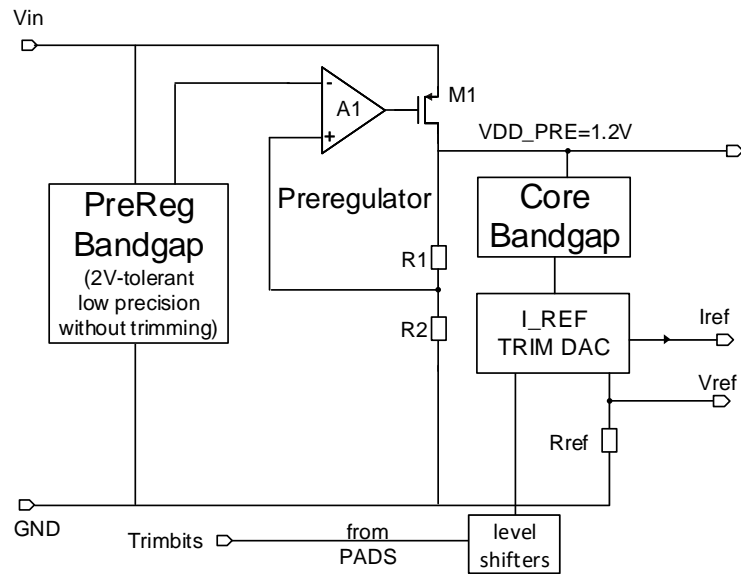 Vin
-
A1
+
M1
VDD_PRE=1.2V
PreReg
Bandgap
(2V-tolerant
low precision
without trimming)
Preregulator
Core
Bandgap
R1
R2
I_REF
TRIM DAC
Iref
Vref
Rref
GND
Trimbits
from
PADS
level
shifters